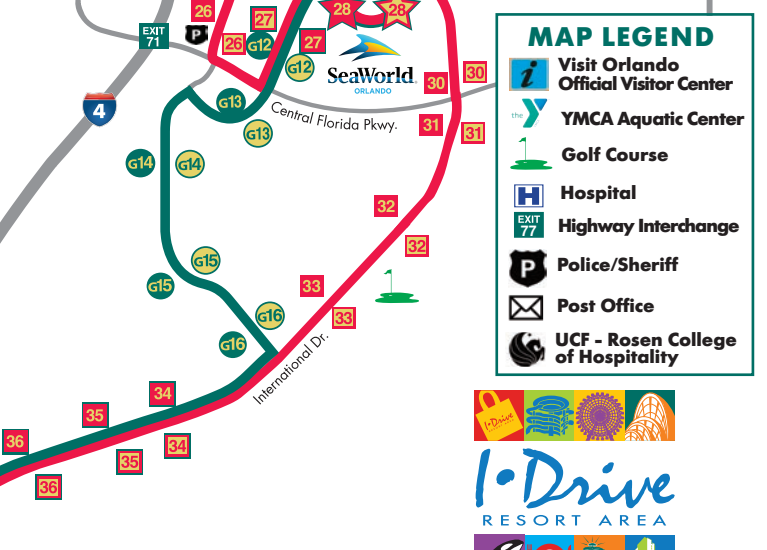 26
27
28
28
EXIT
71
P
26
G12
27
G12
SeaWorld
ORLANDO
30
30
4
G13
Central Florida Pkwy.
G13
31
31
G14
G14
32
32
G15
G15
33
33
G16
G16
International Dr.
34
35
34
36
35
36
MAP LEGEND
i
Visit Orlando
Official Visitor Center
the Y
YMCA Aquatic Center
Golf Course
H
Hospital
EXIT
77
Highway Interchange
P
Police/Sheriff
Post Office
UCF - Rosen College
of Hospitality
I-Drive
I•Drive
RESORT AREA